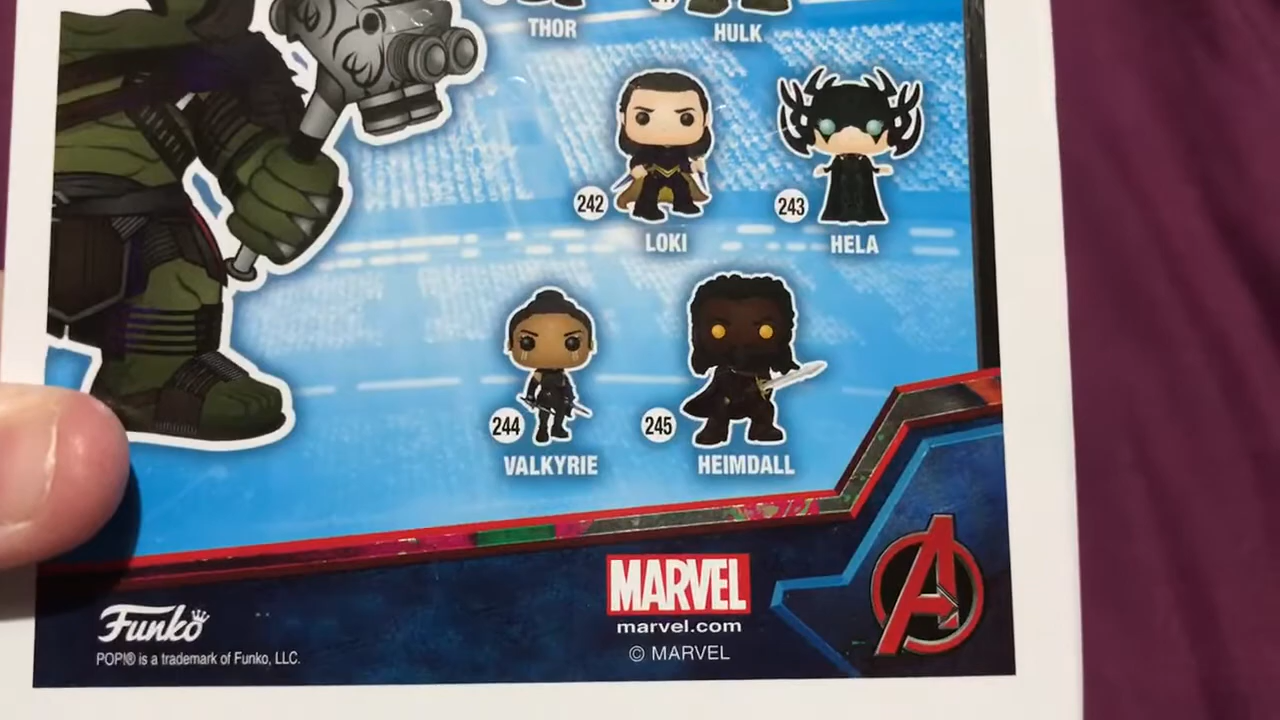 THOR
HULK
242
LOKI
243
HELA
244
VALKYRIE
245
HEIMDALL
MARVEL
marvel.com
© MARVEL
Funko
POP!® is a trademark of Funko, LLC.